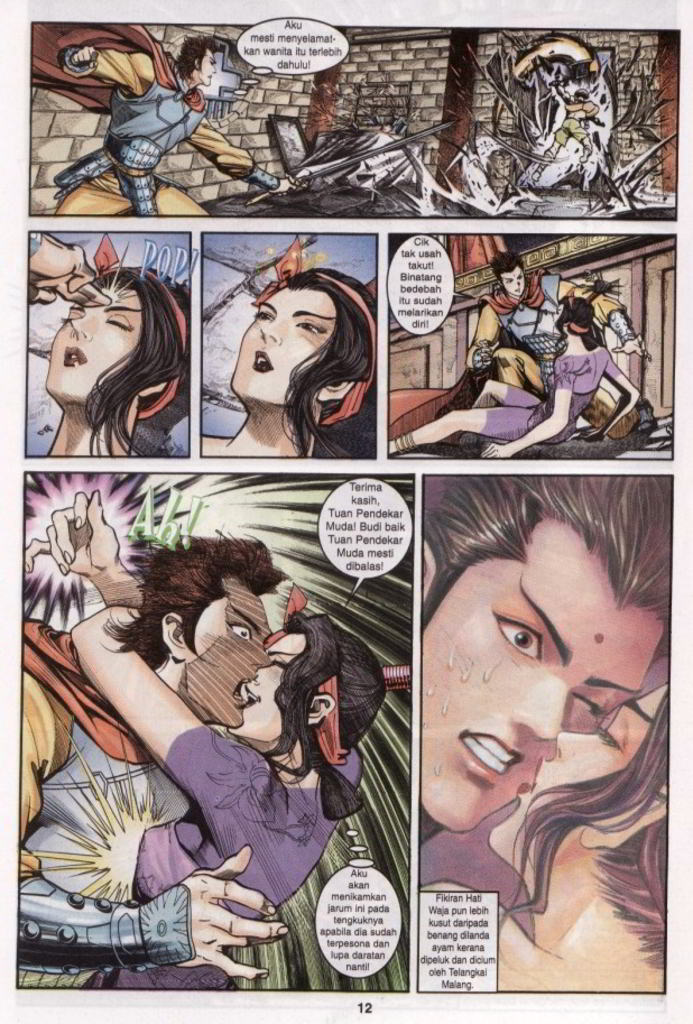 Aku
mesti menyelamat-
kan wanita itu terlebih
dahulu!
POP!
Cik
tak usah
takut!
Binatang
bedebah
itu sudah
melarikan
diri!
Ah!
Terima
kasih,
Tuan Pendekar
Muda! Budi baik
Tuan Pendekar
Muda mesti
dibalas!
Aku
akan
menikamkan
jarum ini pada
tengkuknya
apabila dia sudah
terpesona dan
lupa daratan
nanti!
Fikiran Hati
Waja pun lebih
kusut daripada
benang dilanda
ayam kerana
dipeluk dan dicium
oleh Telangkai
Malang.
12